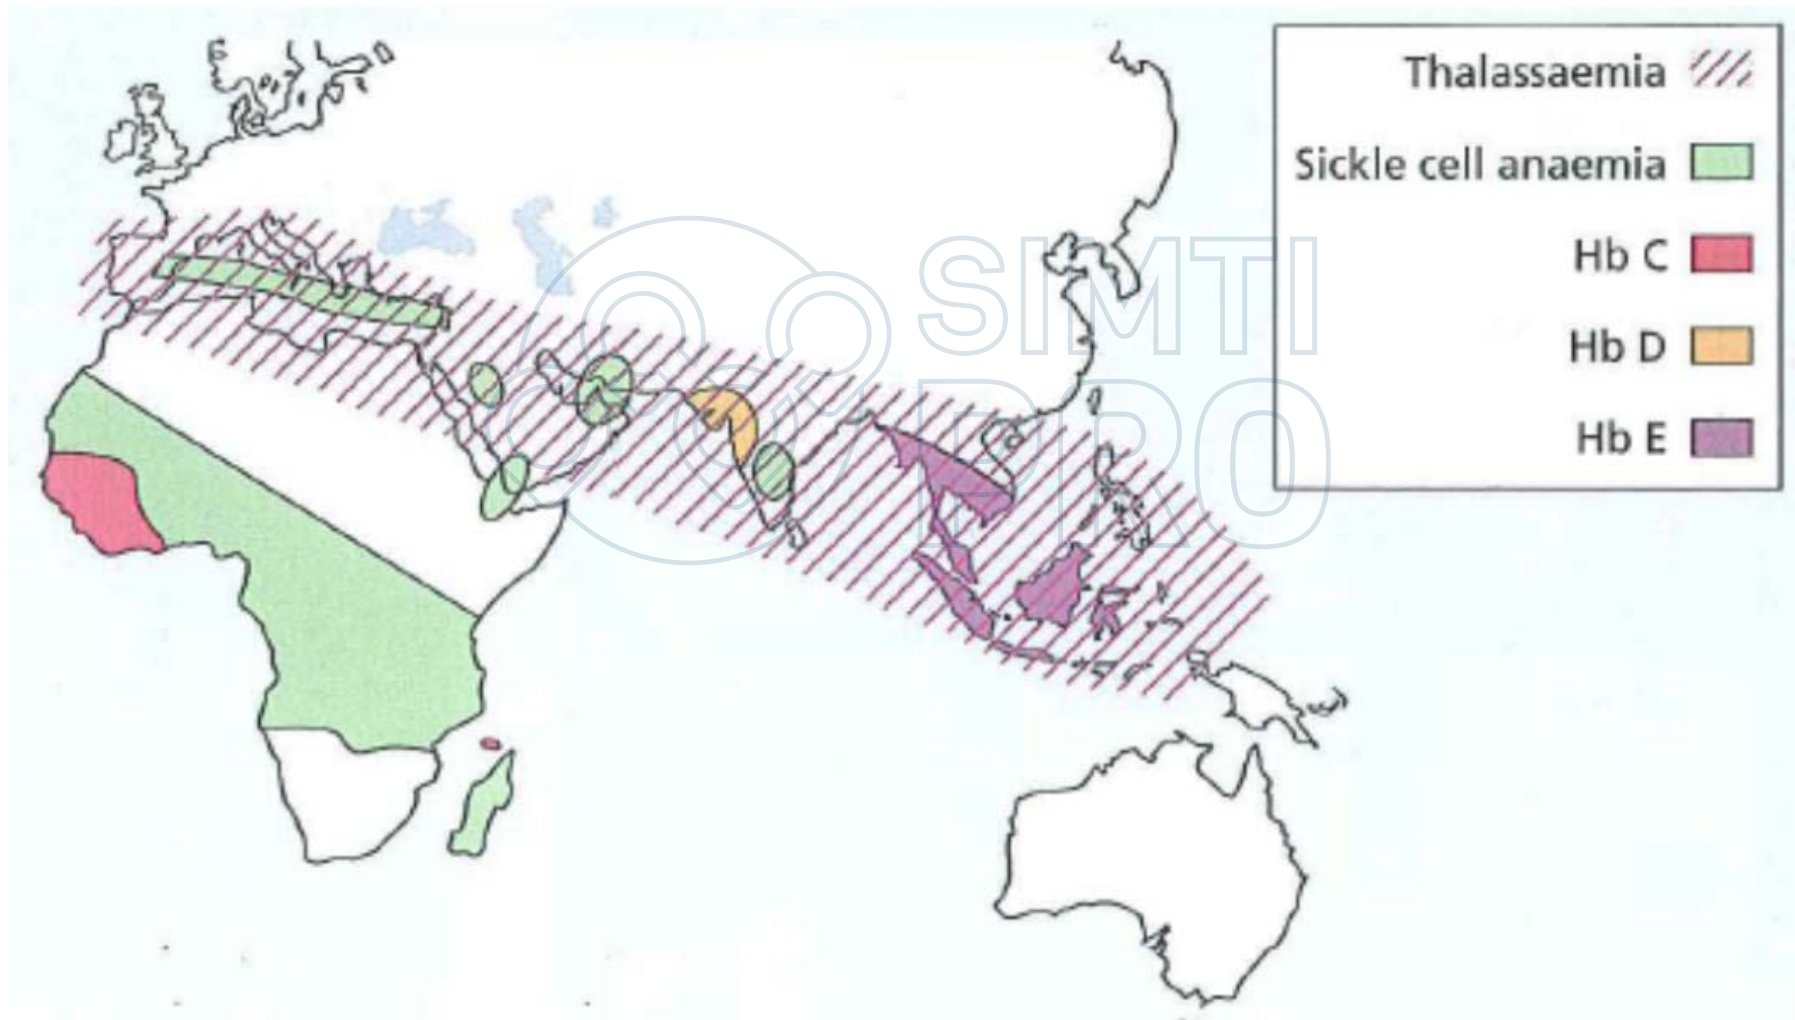 Thalassaemia
Sickle cell anaemia
Hb C
Hb D
Hb E
SIMTI
PRO